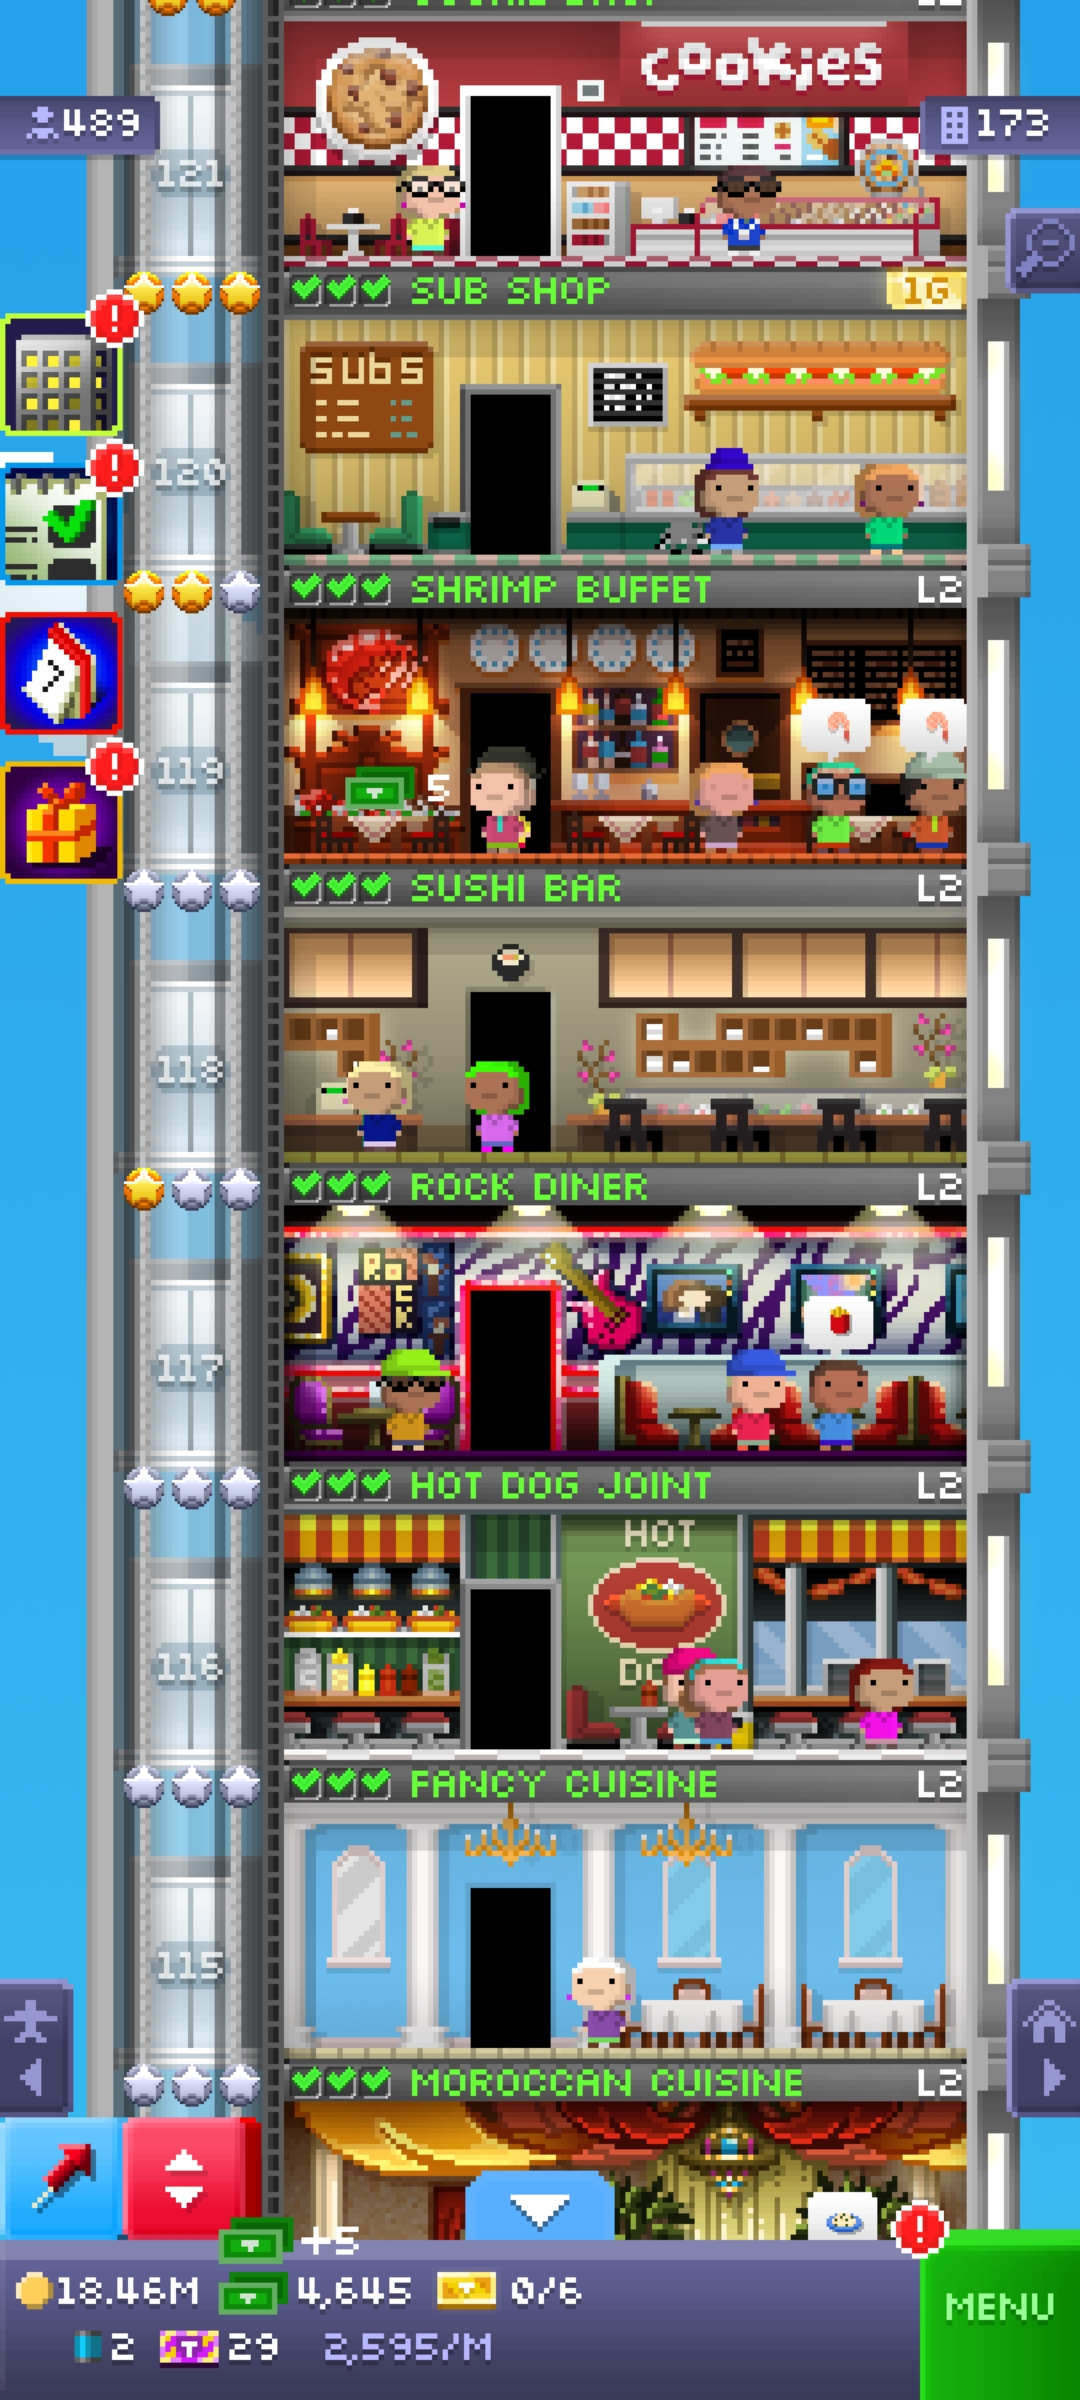 L2
cookies
489
173
121
SUB SHOP
1G
SUBS
120
SHRIMP BUFFET
L2
119
5
SUSHI BAR
L2
118
ROCK DINER
L2
ROCK
117
HOT DOG JOINT
L2
HOT
116
FANCY CUISINE
L2
115
MOROCCAN CUISINE
L2
+5
18.46M
4,645
0/6
MENU
2
29
2,595/M